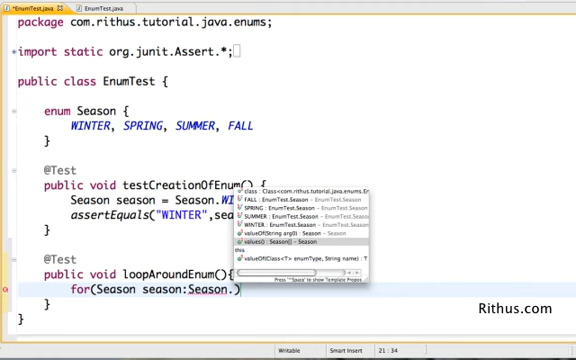 *EnumTest.java
EnumTest.java
package com.rithus.tutorial.java.enums;
import static org.junit.Assert.*;
public class EnumTest {
enum Season {
WINTER, SPRING, SUMMER, FALL
}
@Test
public void testCreationOfEnum() {
Season season = Season.WI
assertEquals("WINTER",sea
}
@Test
public void loopAroundEnum(){
for(Season season:Season.)
}
}
class : Class<com.rithus.tutorial.java.enums.En
FALL : EnumTest.Season – EnumTest.Season
SPRING : EnumTest.Season – EnumTest.Season
SUMMER : EnumTest.Season – EnumTest.Season
WINTER : EnumTest.Season – EnumTest.Season
valueOf(String arg0) : Season – Season
values() : Season[] – Season
this
valueOf(Class<T> enumType, String name) : T
Press '^Space' to show Template Propos
Rithus.com
Writable
Smart Insert
21 : 34